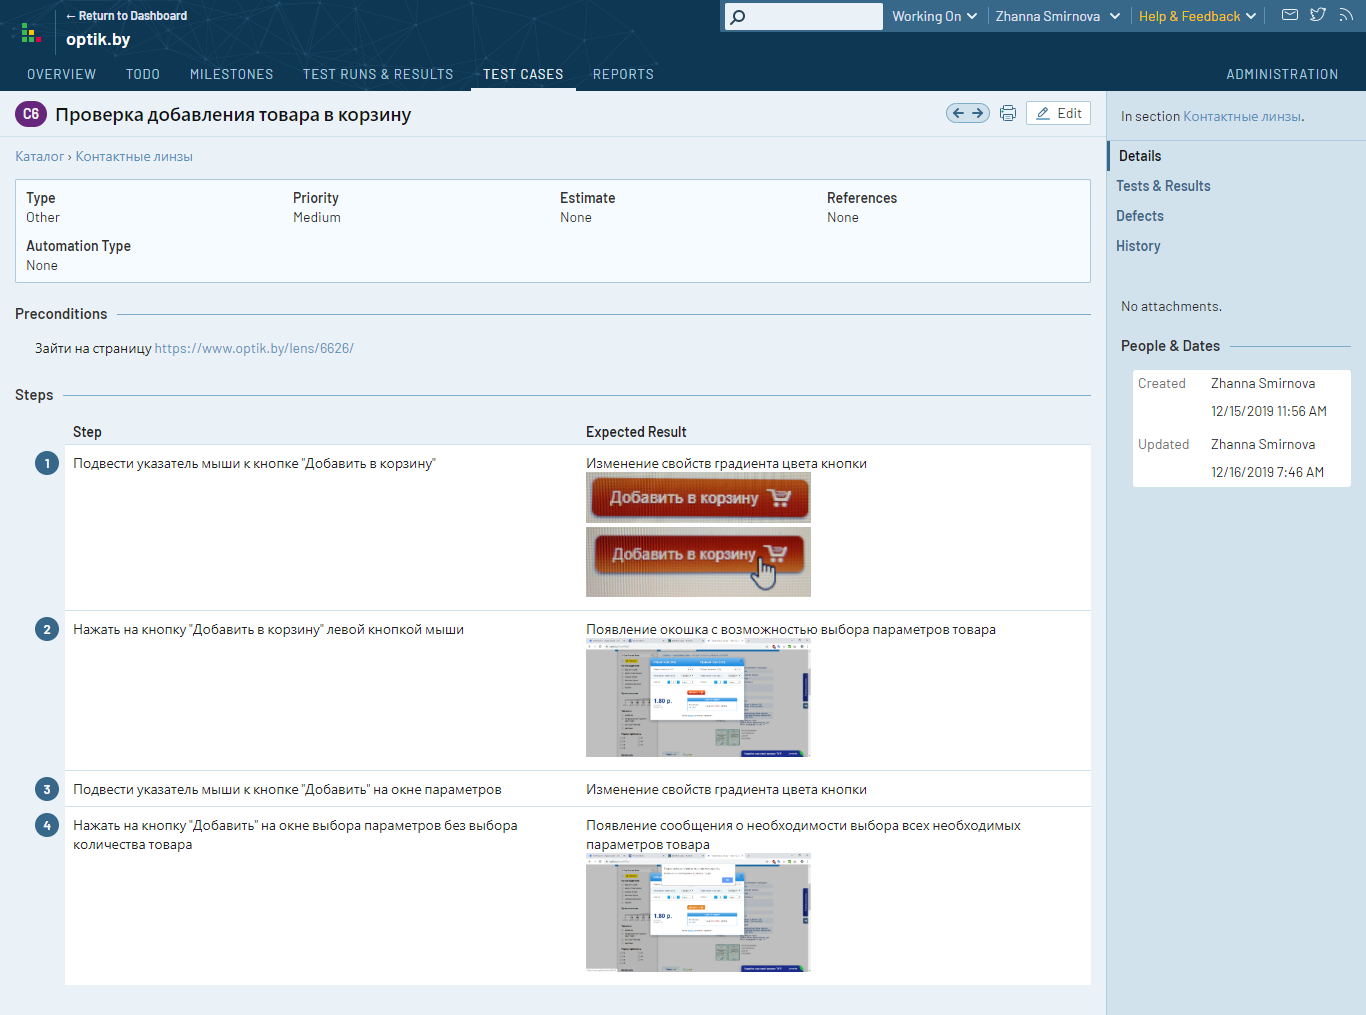 ← Return to Dashboard
optik.by
Working On
Zhanna Smirnova
Help & Feedback
OVERVIEW
TODO
MILESTONES
TEST RUNS & RESULTS
TEST CASES
REPORTS
ADMINISTRATION
C6
Проверка добавления товара в корзину
Edit
In section Контактные линзы.
Каталог › Контактные линзы
Details
Tests & Results
Defects
History
Type
Other
Priority
Medium
Estimate
None
References
None
Automation Type
None
No attachments.
People & Dates
Created
Zhanna Smirnova
12/15/2019 11:56 AM
Updated
Zhanna Smirnova
12/16/2019 7:46 AM
Preconditions
Зайти на страницу https://www.optik.by/lens/6626/
Steps
Step
Expected Result
1
Подвести указатель мыши к кнопке "Добавить в корзину"
Изменение свойств градиента цвета кнопки
Добавить в корзину
Добавить в корзину
2
Нажать на кнопку "Добавить в корзину" левой кнопкой мыши
Появление окошка с возможностью выбора параметров товара
1.80 р.
3
Подвести указатель мыши к кнопке "Добавить" на окне параметров
Изменение свойств градиента цвета кнопки
4
Нажать на кнопку "Добавить" на окне выбора параметров без выбора
количества товара
Появление сообщения о необходимости выбора всех необходимых
параметров товара
1.80 р.